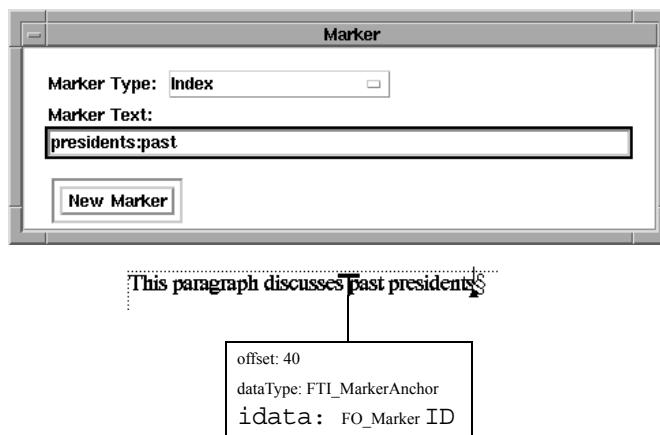 Marker
Marker Type: Index
Marker Text:
presidents:past
New Marker
This paragraph discusses past presidents§
offset: 40
dataType: FTI_MarkerAnchor
idata: FO_Marker ID